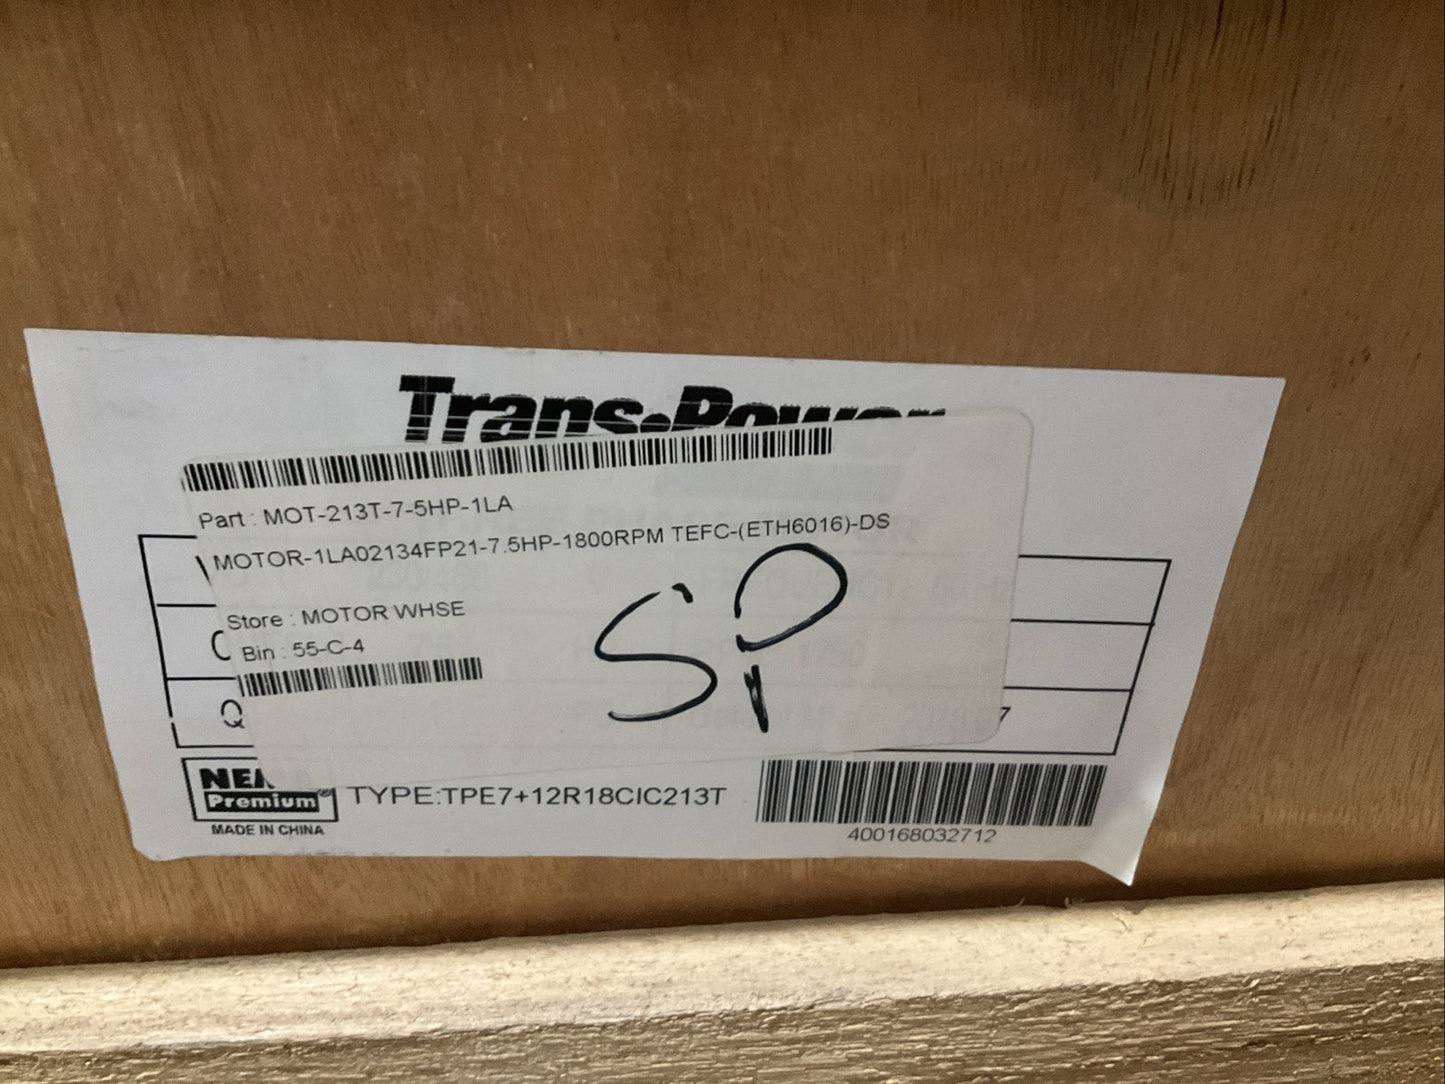 Trans-Power
Part : MOT-213T-7-5HP-1LA
MOTOR-1LA02134FP21-7.5HP-1800RPM TEFC-(ETH6016)-DS
Store : MOTOR WHSE
Bin : 55-C-4
SP
7
NEMA
Premium®
TYPE:TPE7+12R18CIC213T
MADE IN CHINA
400168032712